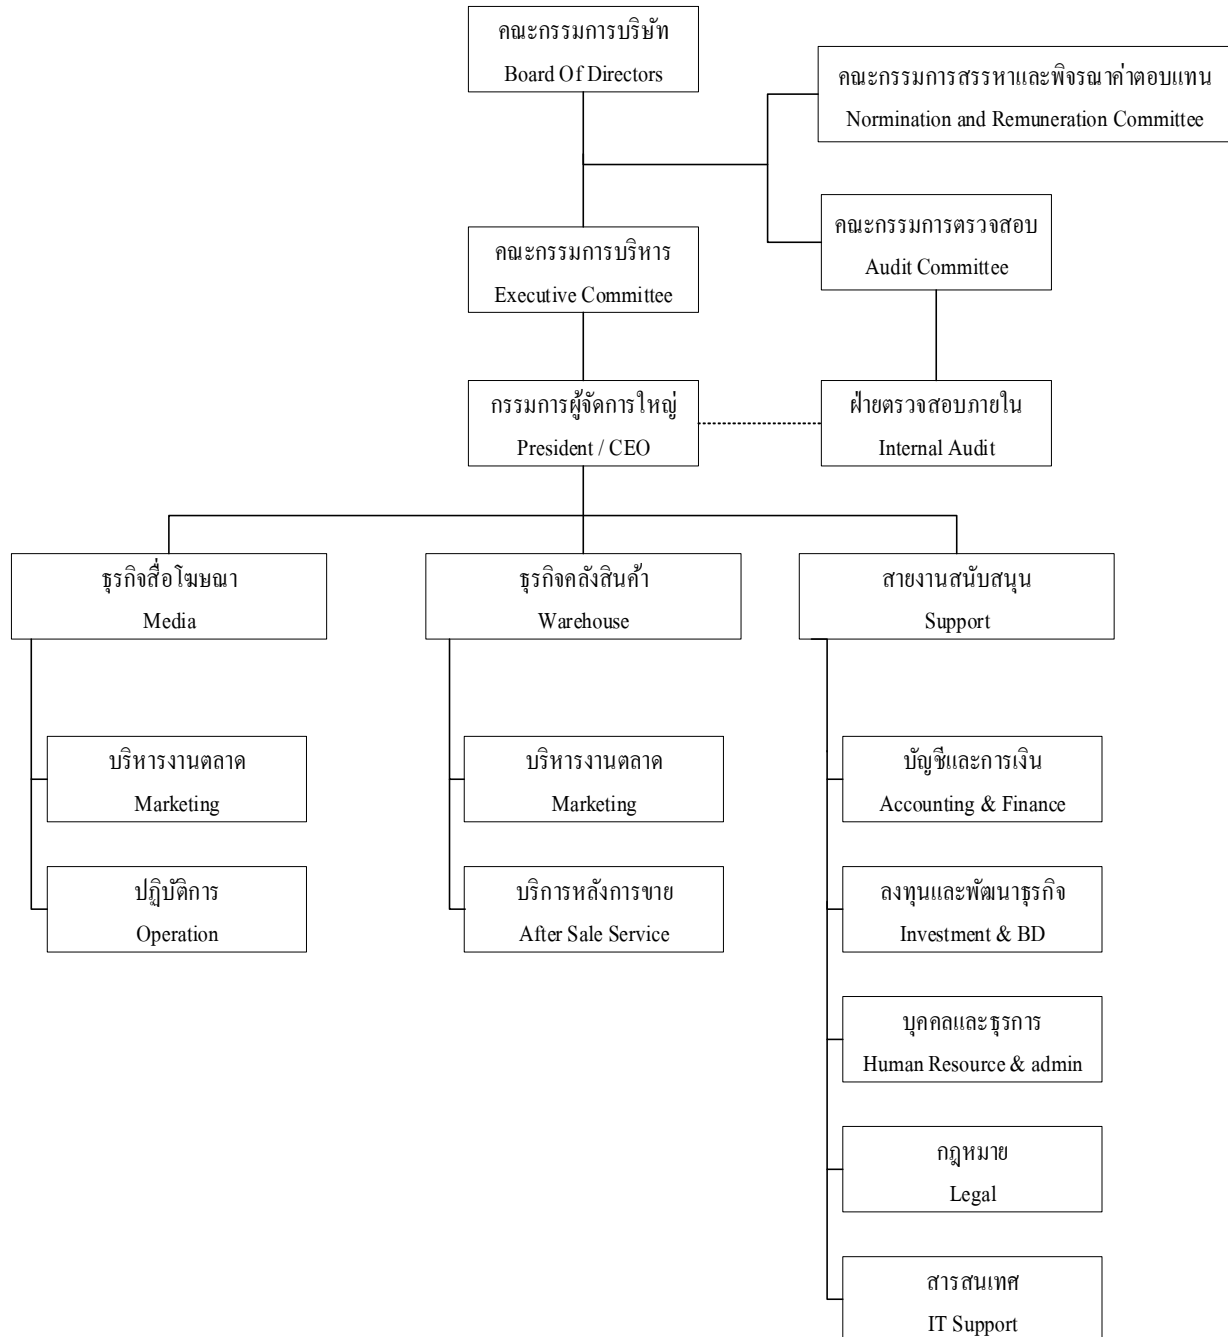 คณะกรรมการบริษัท
Board Of Directors
คณะกรรมการสรรหาและพิจรณาค่าตอบแทน
Normination and Remuneration Committee
คณะกรรมการตรวจสอบ
Audit Committee
คณะกรรมการบริหาร
Executive Committee
กรรมการผู้จัดการใหญ่
President / CEO
ฝ่ายตรวจสอบภายใน
Internal Audit
ธุรกิจสื่อโฆษณา
Media
ธุรกิจคลังสินค้า
Warehouse
สายงานสนับสนุน
Support
บริหารงานตลาด
Marketing
บริหารงานตลาด
Marketing
บัญชีและการเงิน
Accounting & Finance
ปฏิบัติการ
Operation
บริการหลังการขาย
After Sale Service
ลงทุนและพัฒนาธุรกิจ
Investment & BD
บุคคลและธุรการ
Human Resource & admin
กฎหมาย
Legal
สารสนเทศ
IT Support